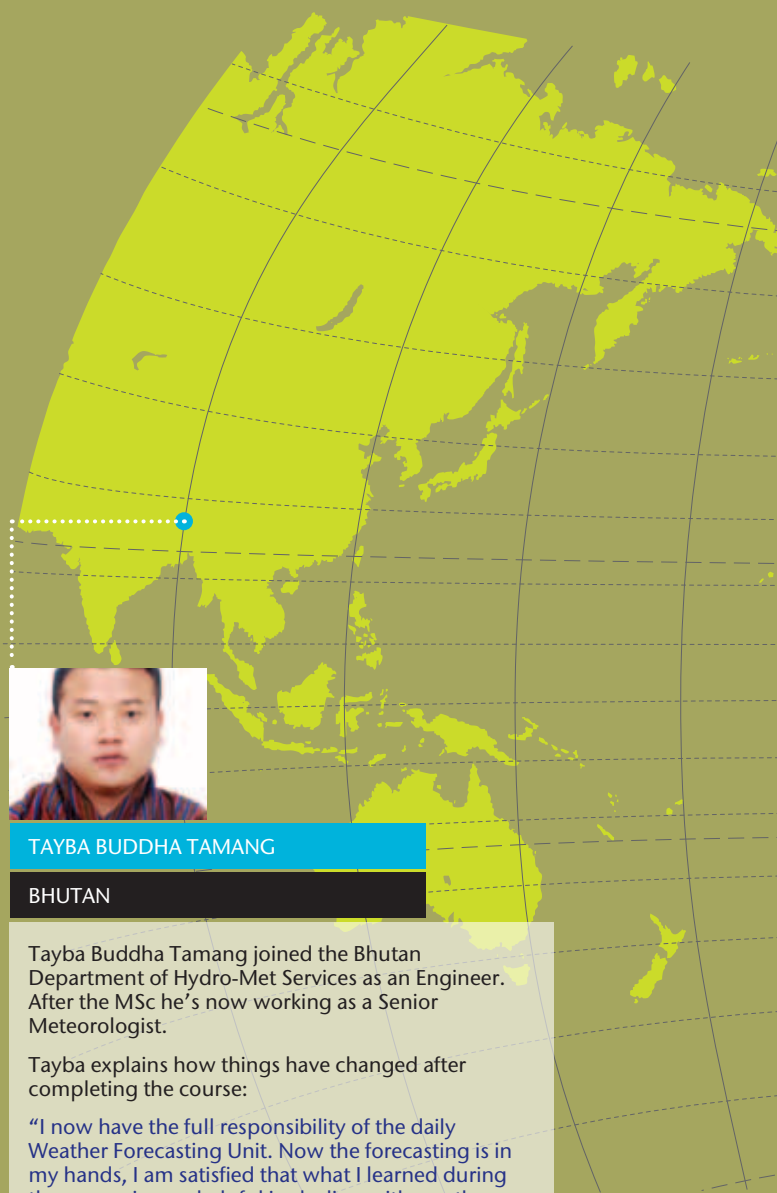 TAYBA BUDDHA TAMANG
BHUTAN
Tayba Buddha Tamang joined the Bhutan
Department of Hydro-Met Services as an Engineer.
After the MSc he’s now working as a Senior
Meteorologist.
Tayba explains how things have changed after
completing the course:
“I now have the full responsibility of the daily
Weather Forecasting Unit. Now the forecasting is in
my hands, I am satisfied that what I learned during